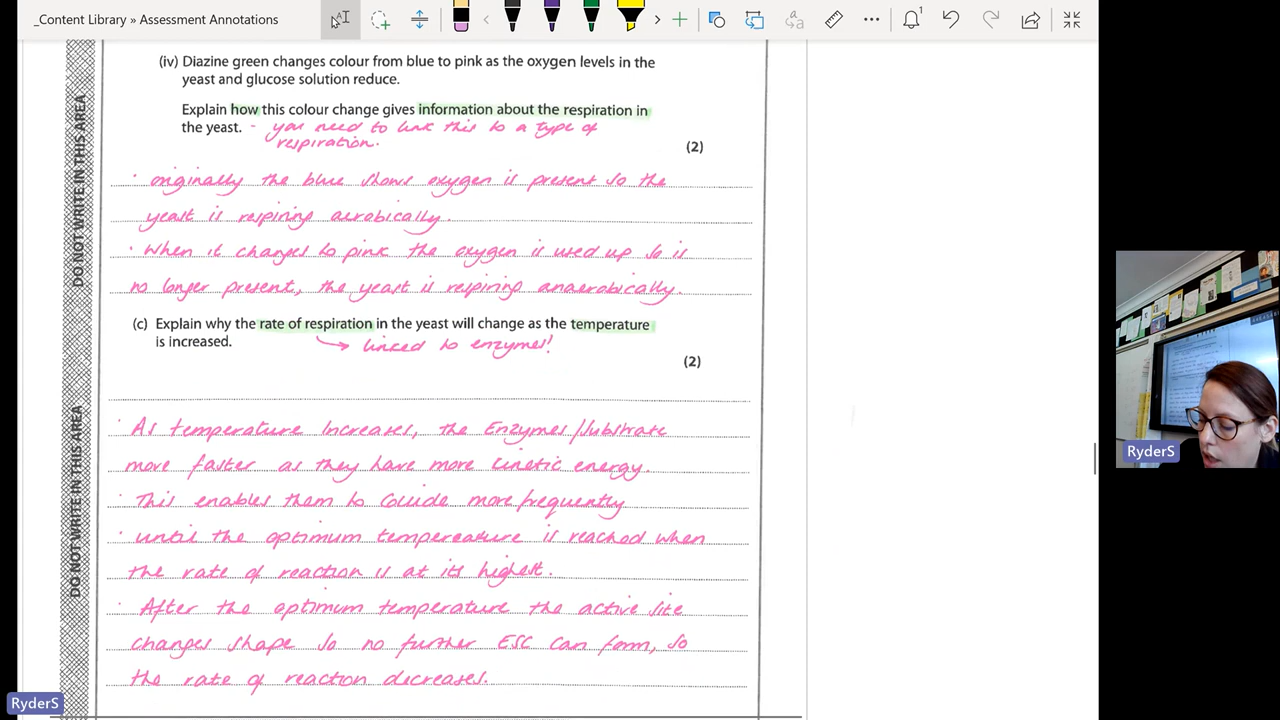 _Content Library » Assessment Annotations
(iv) Diazine green changes colour from blue to pink as the oxygen levels in the
yeast and glucose solution reduce.
Explain how this colour change gives information about the respiration in
the yeast. - you need to link this to a type of
respiration.
(2)
· originally the blue shows oxygen is present so the
yeast is respiring aerobically.
· When it changes to pink the oxygen is used up so is
no longer present, the yeast is respiring anaerobically.
(c) Explain why the rate of respiration in the yeast will change as the temperature
is increased.
linked to enzymes!
(2)
· As temperature increases, the Enzymes/Substrate
move faster as they have more kinetic energy.
· This enables them to collide more frequently
· until the optimum tempereature is reached when
the rate of reaction is at its highest.
· After the optimum temperature the active site
changes shape so no further ESC can form, so
the rate of reaction decreases.
DO NOT WRITE IN THIS AREA
DO NOT WRITE IN THIS AREA
RyderS
RyderS